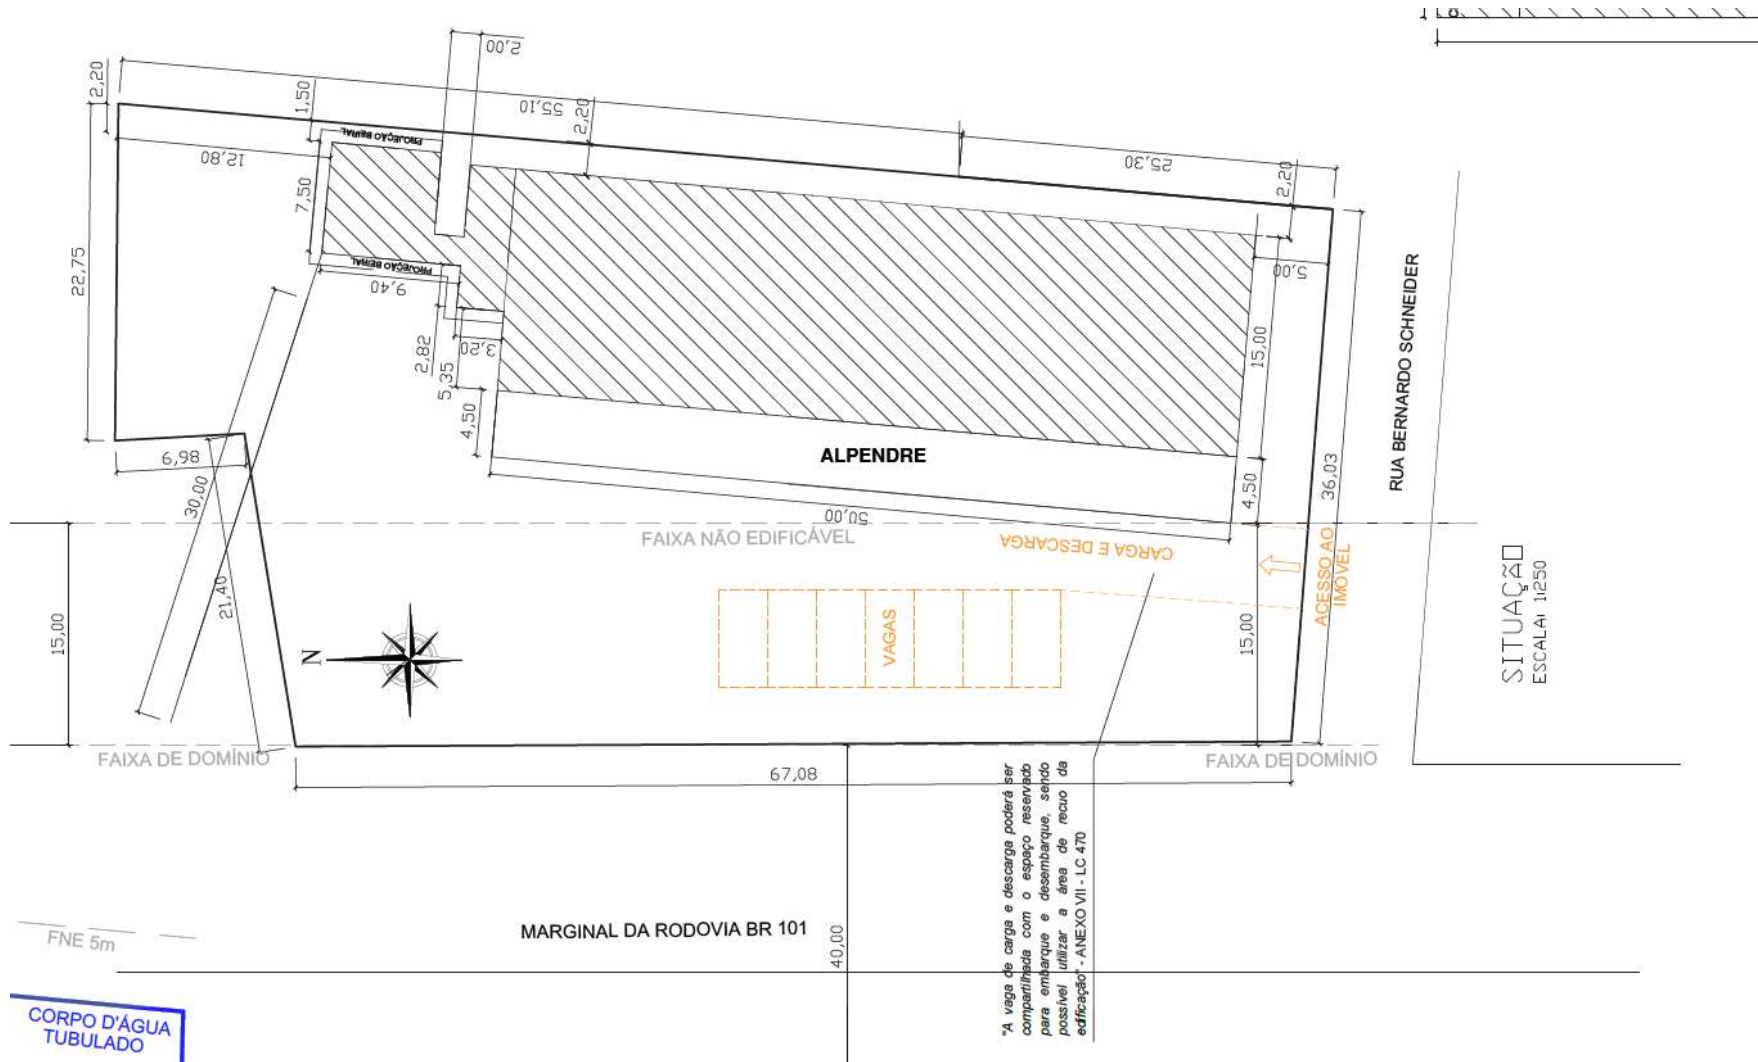 2,00
2,20
1,50
55,10
2,20
25,30
2,20
PROJEÇÃO BEIRAL
12,80
7,50
22,75
PROJEÇÃO BEIRAL
9,40
5,00
3,20
2,82
5,35
4,50
15,00
RUA BERNARDO SCHNEIDER
ALPENDRE
6,98
30,00
4,50
36,03
50,00
FAIXA NÃO EDIFICÁVEL
CARGA E DESCARGA
ACESSO AO
IMÓVEL
21,40
15,00
N
VAGAS
15,00
SITUAÇÃO
ESCALA: 1:250
FAIXA DE DOMÍNIO
FAIXA DE DOMÍNIO
67,08
"A vaga de carga e descarga poderá ser
compartilhada com o espaço reservado
para embarque e desembarque, sendo
possível utilizar a área de recuo da
edificação" - ANEXO VII - LC 470
MARGINAL DA RODOVIA BR 101
40,00
FNE 5m
CORPO D'ÁGUA
TUBULADO